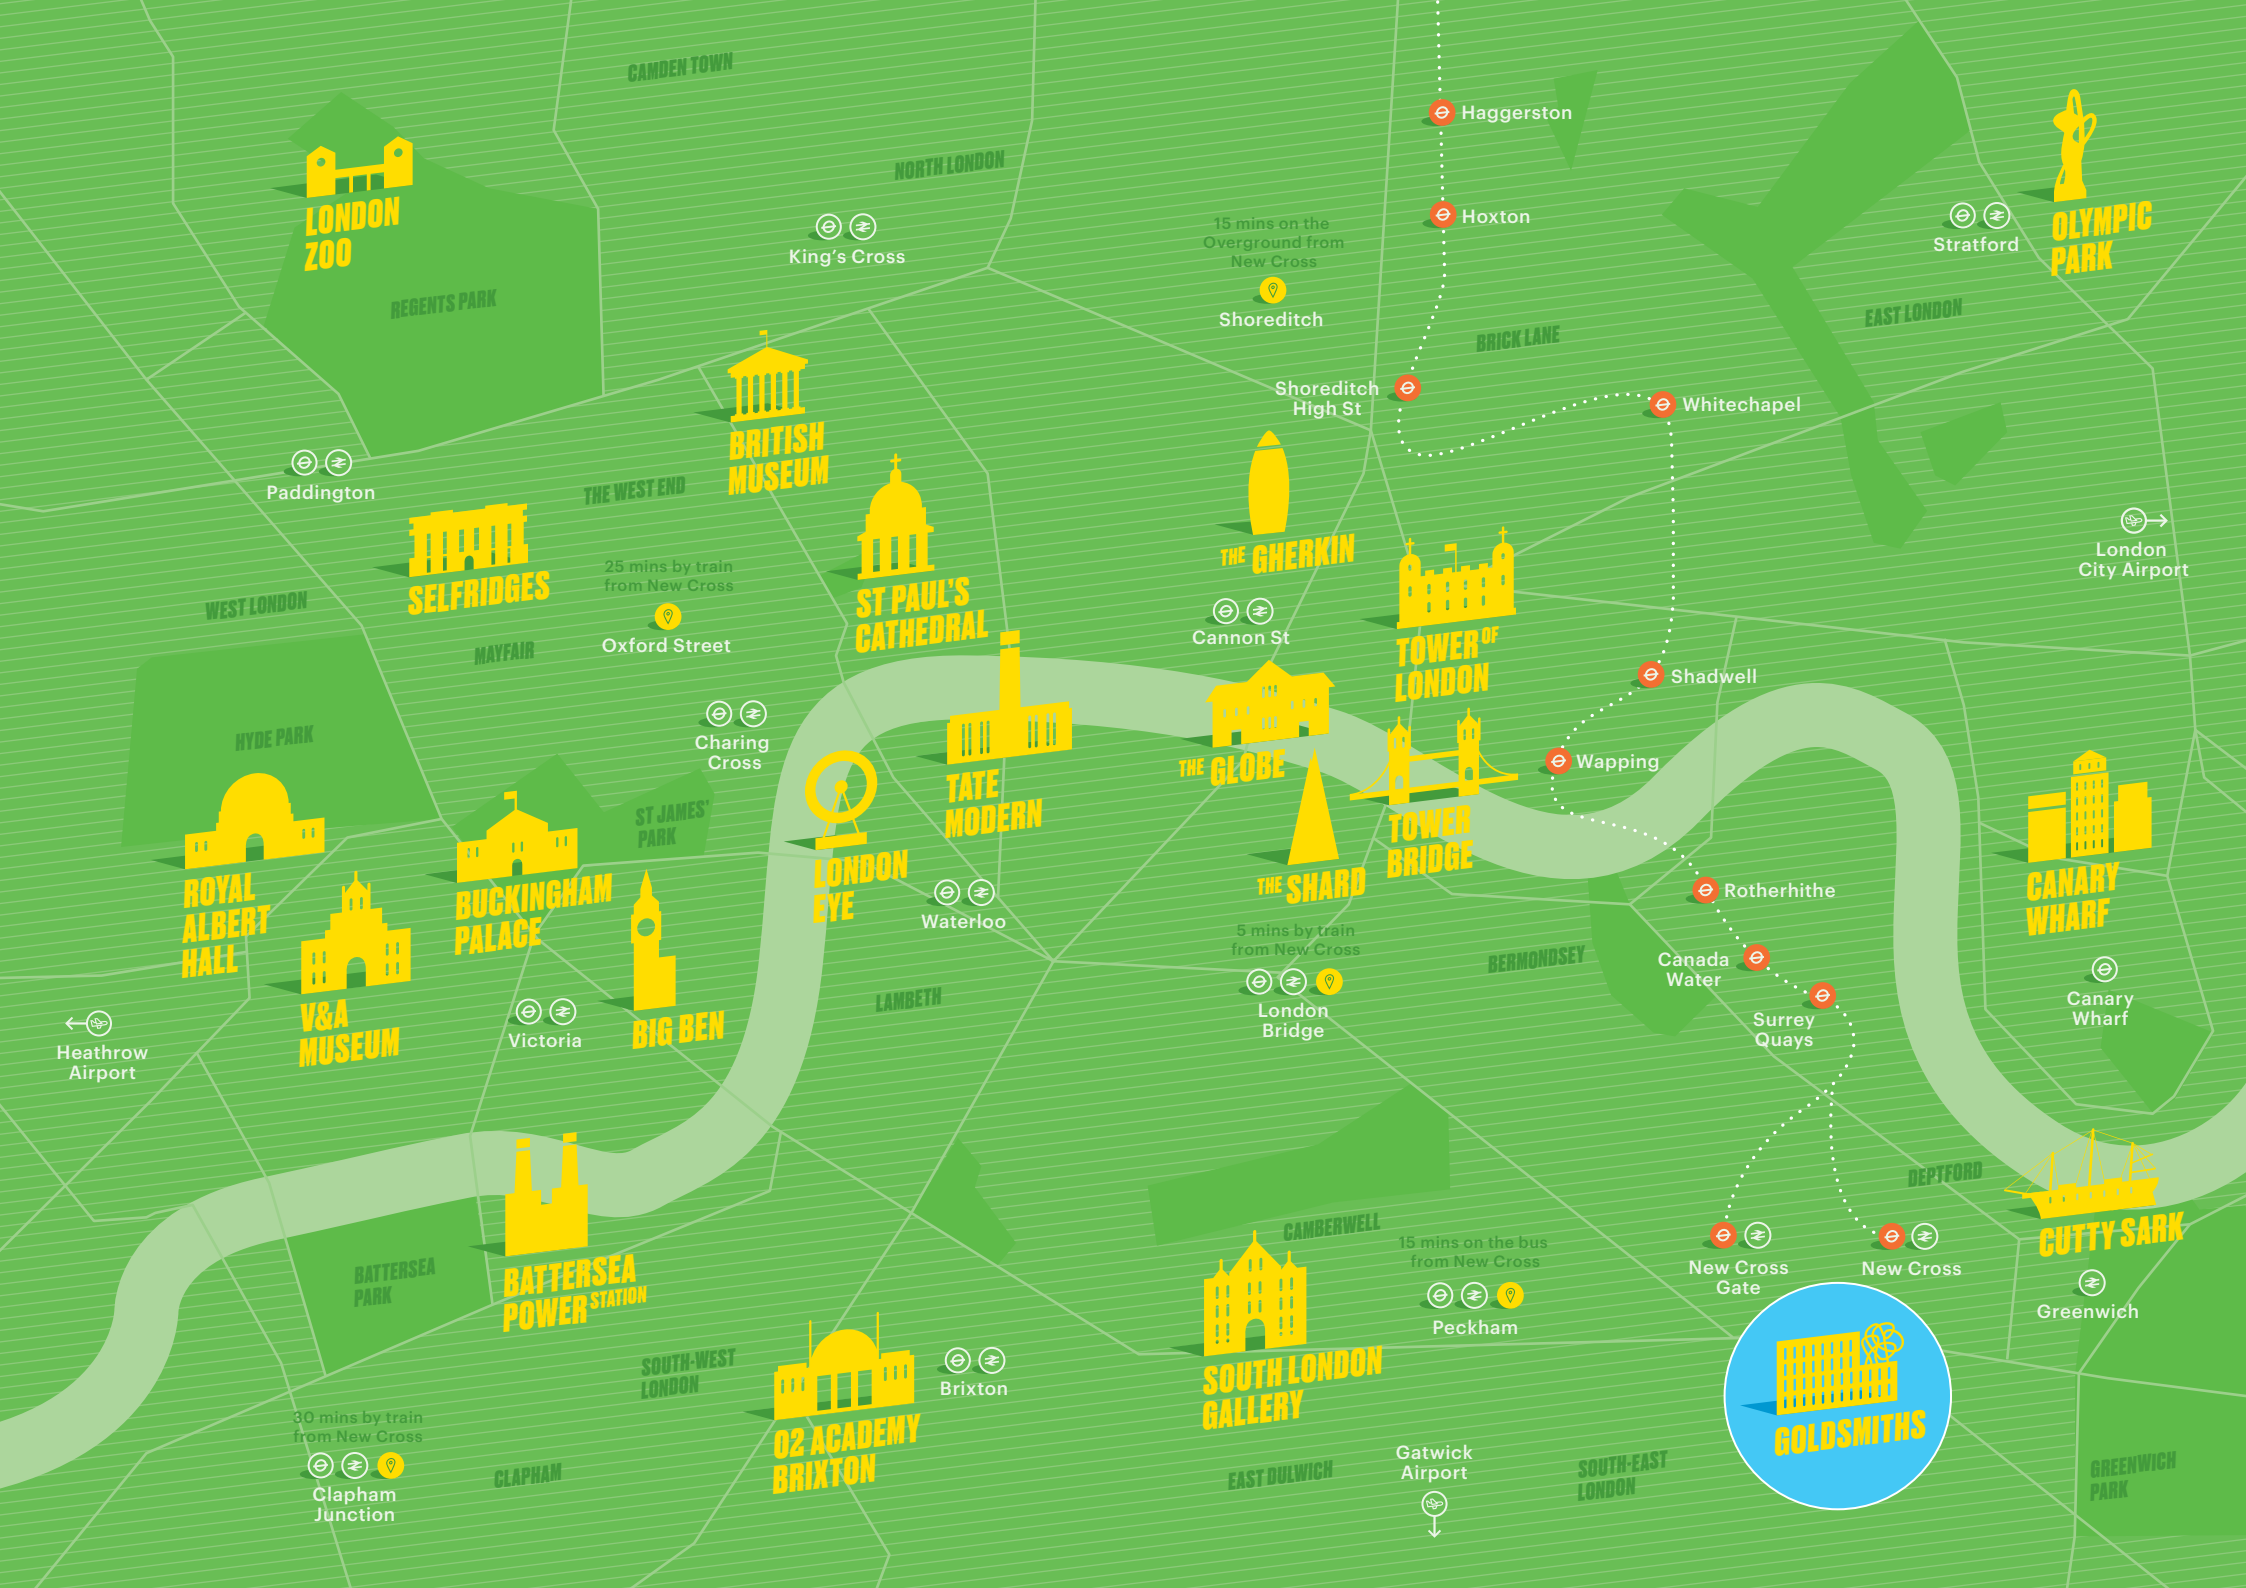 CAMDEN TOWN
Haggerston
NORTH LONDON
LONDON
ZOO
King's Cross
REGENTS PARK
15 mins on the
Overground from
New Cross
Shoreditch
Hoxton
Stratford
OLYMPIC
PARK
EAST LONDON
BRICK LANE
Shoreditch
High St
Whitechapel
BRITISH
MUSEUM
Paddington
THE WEST END
SELFRIDGES
25 mins by train
from New Cross
Oxford Street
ST PAUL'S
CATHEDRAL
THE GHERKIN
London
City Airport
WEST LONDON
MAYFAIR
Cannon St
TOWER OF
LONDON
Shadwell
HYDE PARK
Charing
Cross
TATE
MODERN
THE GLOBE
Wapping
ST JAMES'
PARK
TOWER
BRIDGE
ROYAL
ALBERT
HALL
BUCKINGHAM
PALACE
LONDON
EYE
Waterloo
THE SHARD
Rotherhithe
CANARY
WHARF
5 mins by train
from New Cross
London
Bridge
BERMONDSEY
Canada
Water
Surrey
Quays
Canary
Wharf
V&A
MUSEUM
Victoria
BIG BEN
LAMBETH
Heathrow
Airport
DEPTFORD
CUTTY SARK
BATTERSEA
PARK
BATTERSEA
POWER STATION
CAMBERWELL
15 mins on the bus
from New Cross
Peckham
New Cross
Gate
New Cross
Greenwich
SOUTH-WEST
LONDON
O2 ACADEMY
BRIXTON
Brixton
SOUTH LONDON
GALLERY
GOLDSMITHS
30 mins by train
from New Cross
Clapham
Junction
CLAPHAM
EAST DULWICH
Gatwick
Airport
SOUTH-EAST
LONDON
GREENWICH
PARK